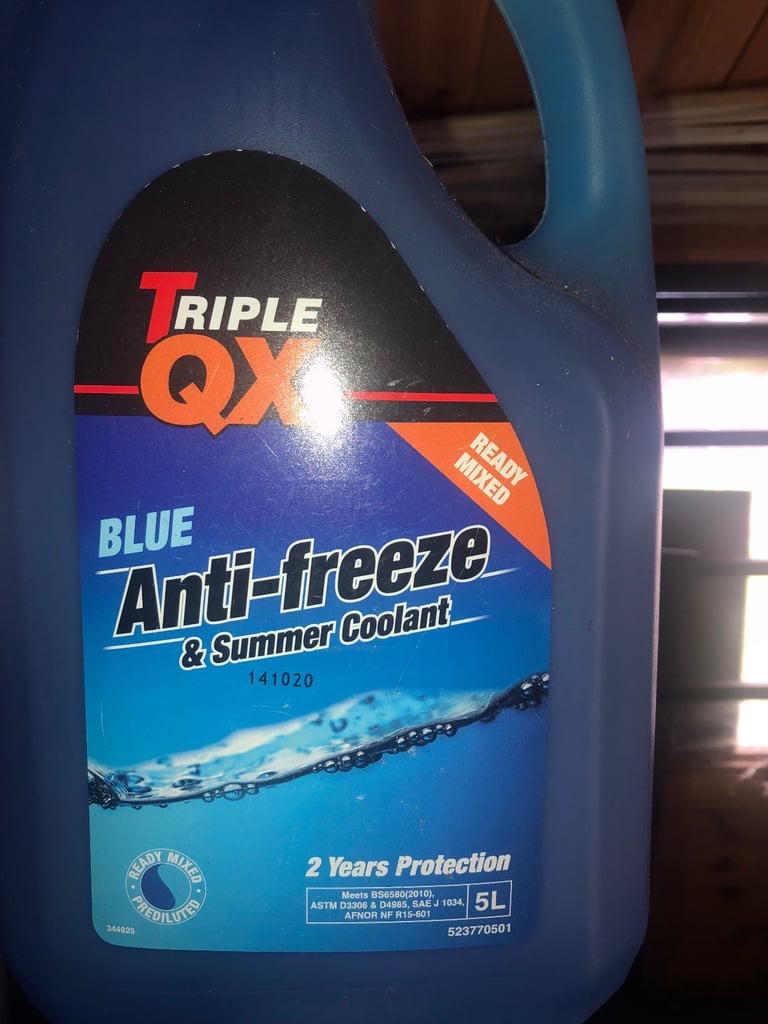 TRIPLE
QX
READY
MIXED
BLUE
Anti-freeze
& Summer Coolant
141020
READY MIXED
PREDILUTED
2 Years Protection
Meets BS6580(2010),
ASTM D3306 & D4985, SAE J 1034,
AFNOR NF R15-601
5L
344925
523770501